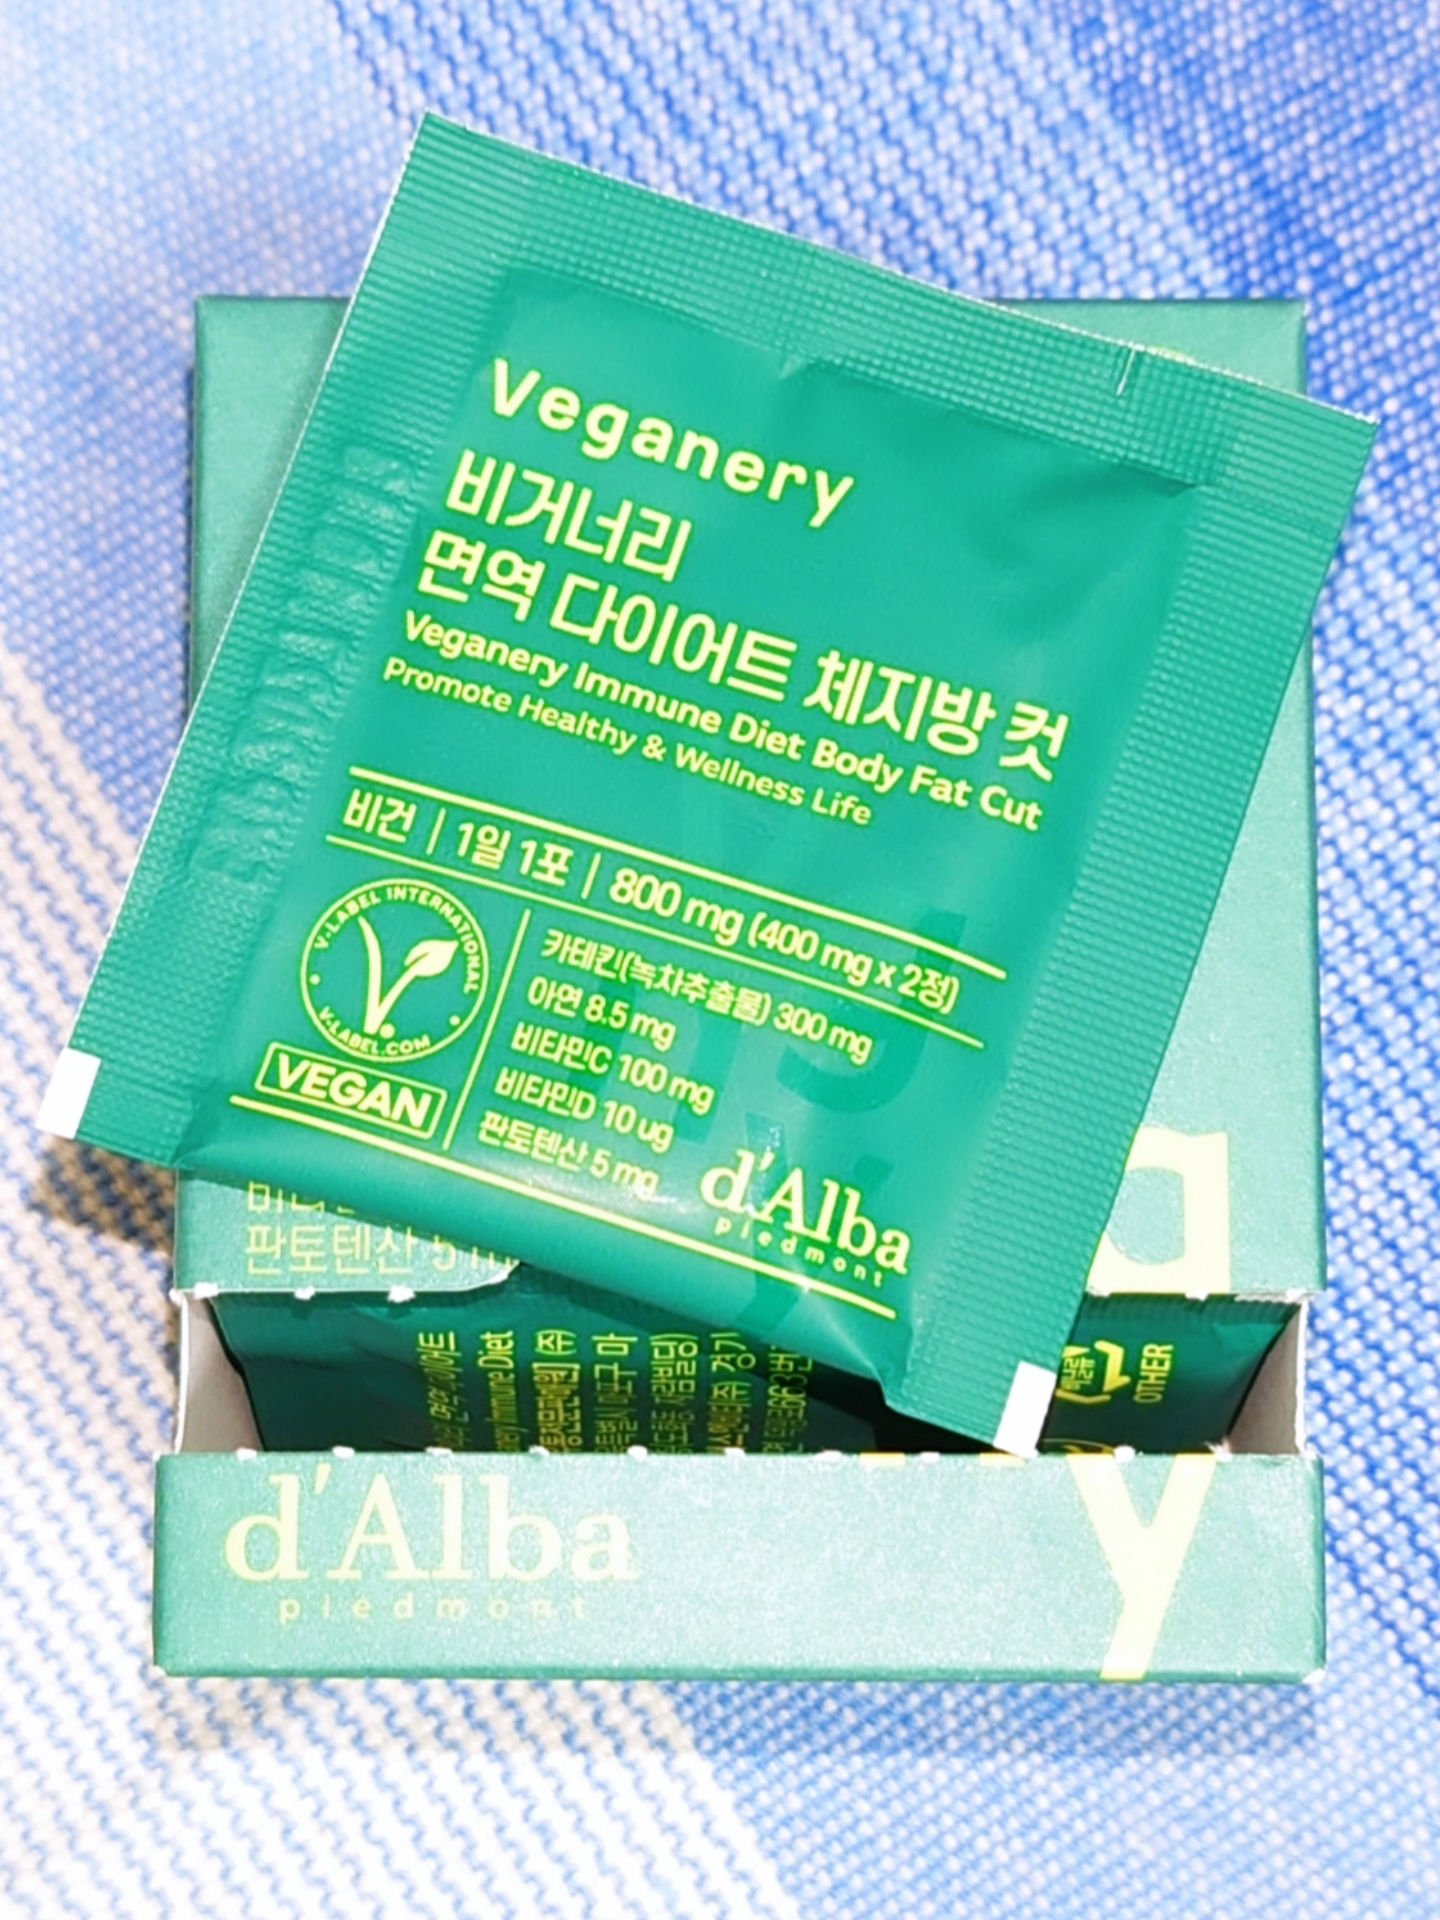 Veganery
비거너리
면역 다이어트 체지방 컷
Veganery Immune Diet Body Fat Cut
Promote Healthy & Wellness Life
비건 | 1일 1포 | 800 mg (400 mg x 2정)
V-LABEL INTERNATIONAL
V-LABEL.COM
VEGAN
카테킨(녹차추출물) 300 mg
아연 8.5 mg
비타민C 100 mg
비타민D 10 ug
판토텐산 5 mg
d'Alba
piedmont
판토텐산 5
a
Immune Diet
OTHER
d'Alba
piedmont
y